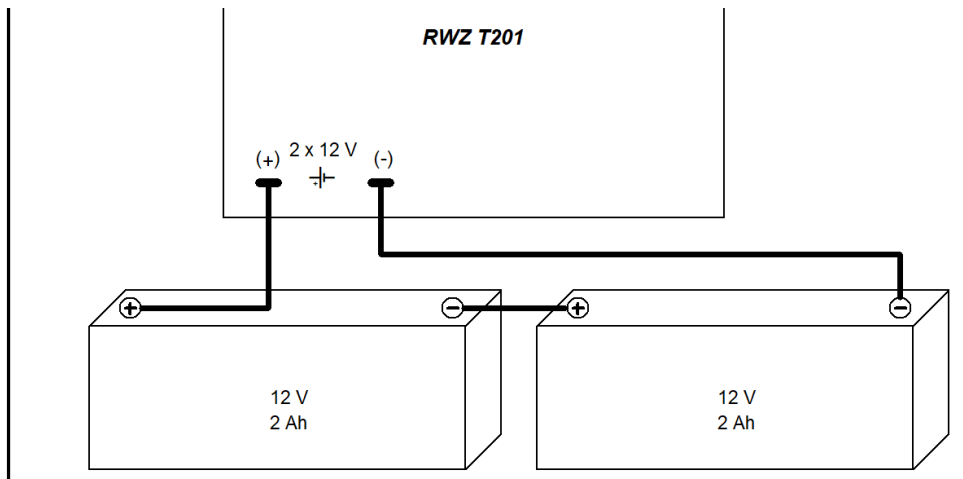 RWZ T201
(+) 2 x 12 V (-)
+
+ − + −
12 V
2 Ah
12 V
2 Ah